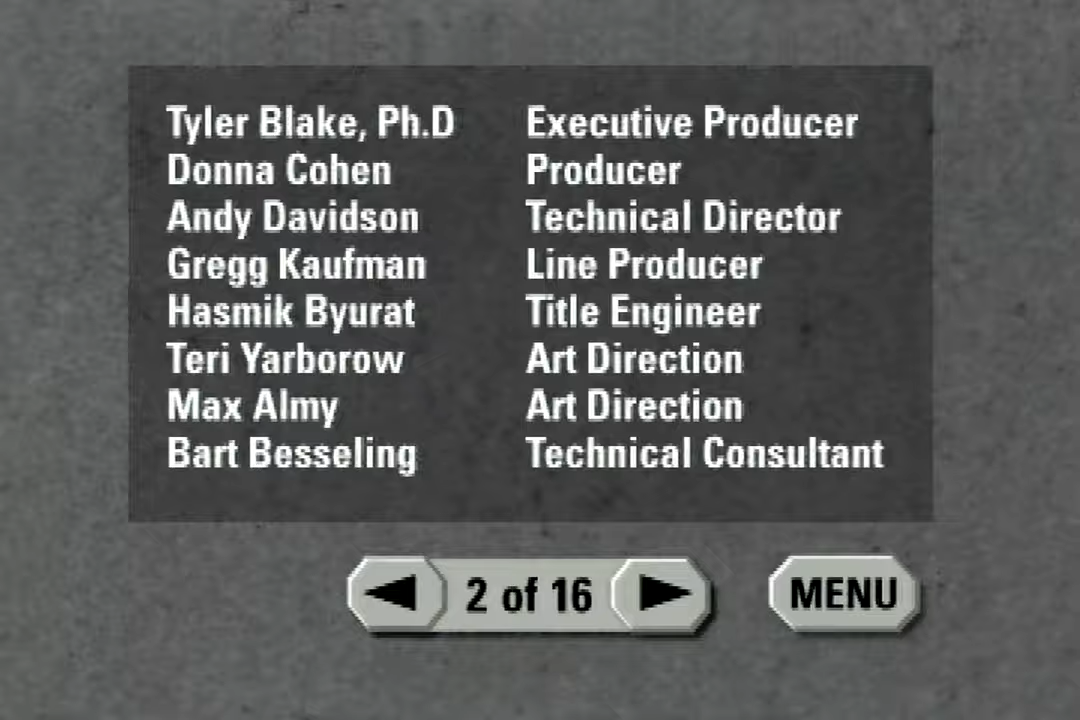 Tyler Blake, Ph.D Executive Producer
Donna Cohen Producer
Andy Davidson Technical Director
Gregg Kaufman Line Producer
Hasmik Byurat Title Engineer
Teri Yarborow Art Direction
Max Almy Art Direction
Bart Besseling Technical Consultant
2 of 16 MENU